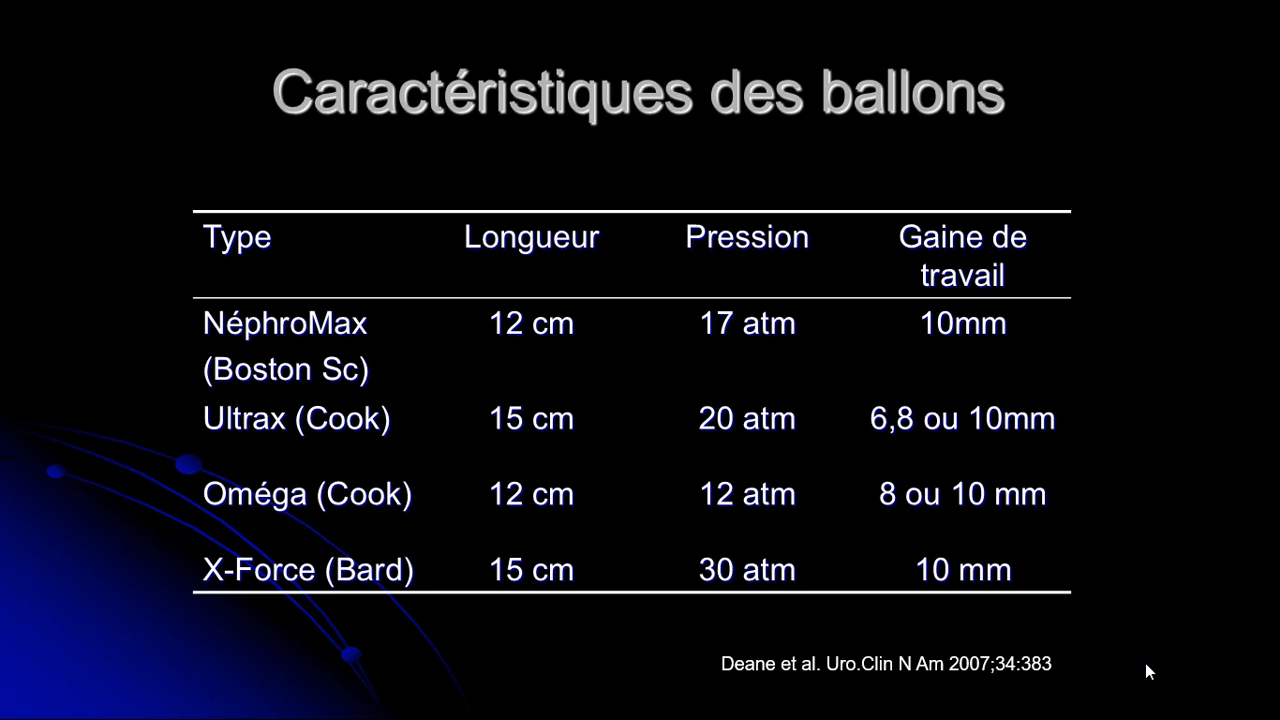 Caractéristiques des ballons
Type Longueur Pression Gaine de
travail
NéphroMax 12 cm 17 atm 10mm
(Boston Sc)
Ultrax (Cook) 15 cm 20 atm 6,8 ou 10mm
Oméga (Cook) 12 cm 12 atm 8 ou 10 mm
X-Force (Bard) 15 cm 30 atm 10 mm
Deane et al. Uro.Clin N Am 2007;34:383